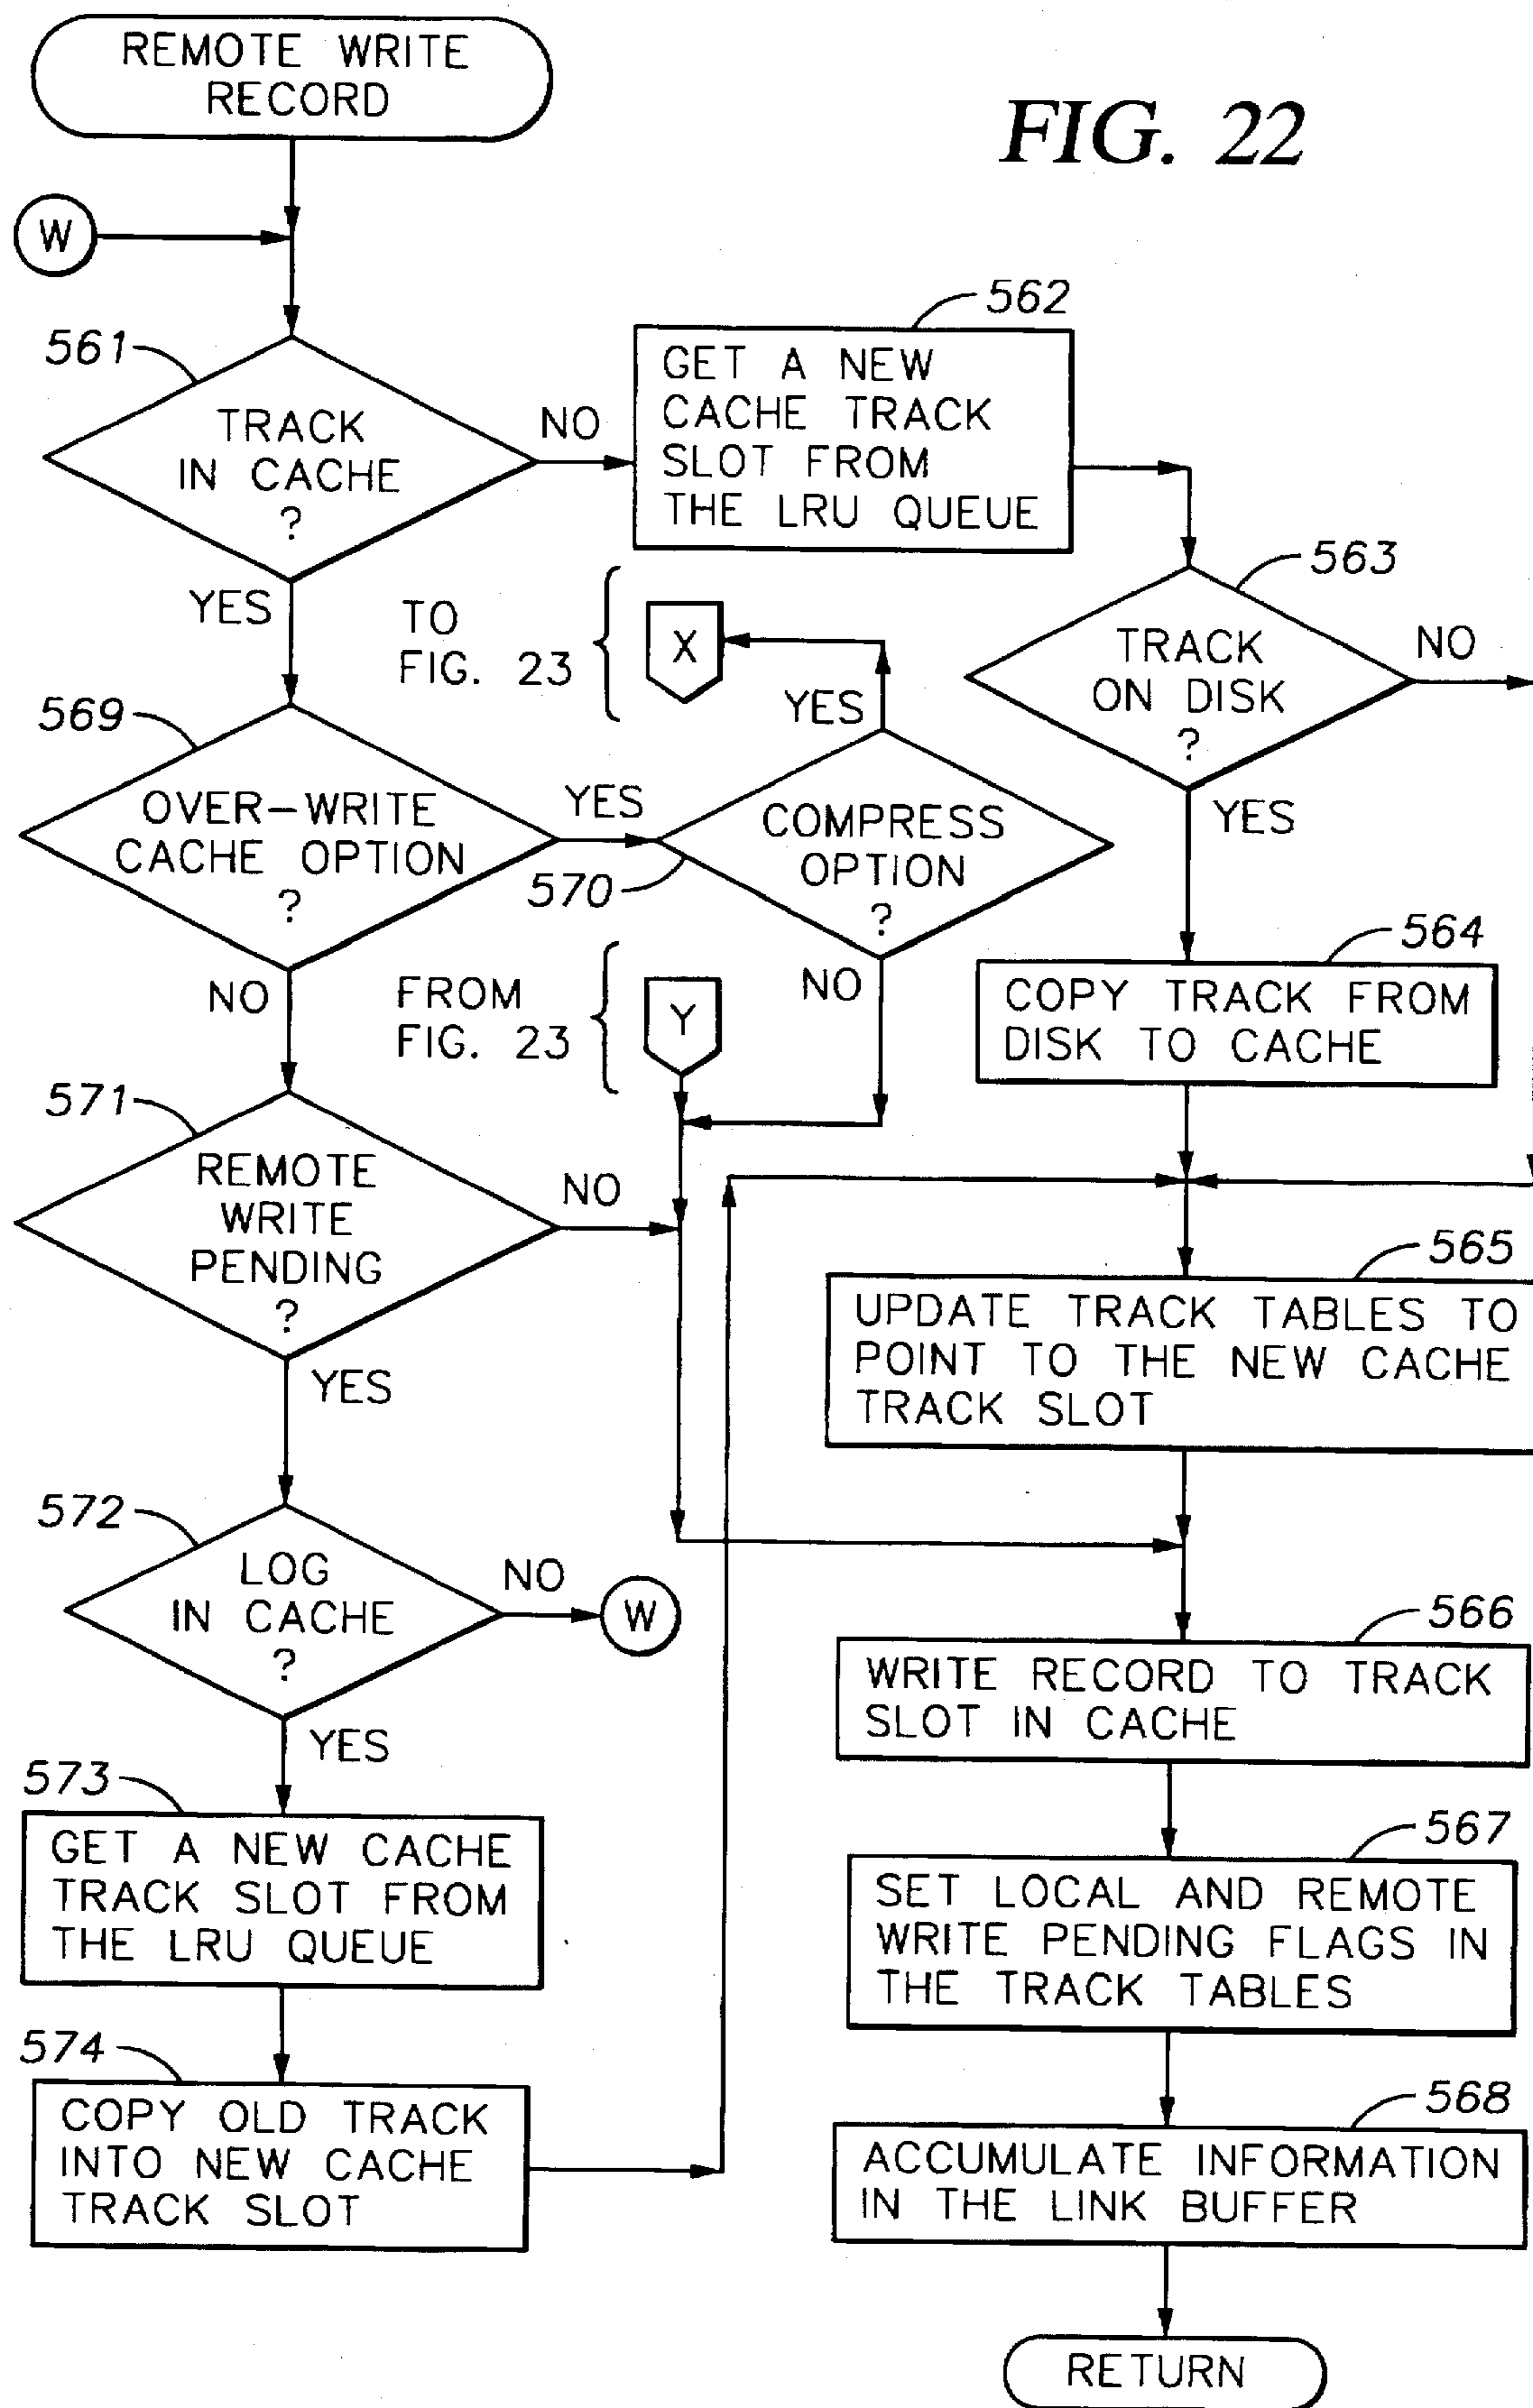 REMOTE WRITE
RECORD
FIG. 22
W
561
TRACK
IN CACHE
?
NO
YES
562
GET A NEW
CACHE TRACK
SLOT FROM
THE LRU QUEUE
563
TRACK
ON DISK
?
NO
YES
TO
FIG. 23
X
YES
569
OVER-WRITE
CACHE OPTION
?
YES
NO
570
COMPRESS
OPTION
?
NO
564
COPY TRACK FROM
DISK TO CACHE
FROM
FIG. 23
Y
571
REMOTE
WRITE
PENDING
?
NO
YES
565
UPDATE TRACK TABLES TO
POINT TO THE NEW CACHE
TRACK SLOT
572
LOG
IN CACHE
?
NO
W
YES
566
WRITE RECORD TO TRACK
SLOT IN CACHE
573
GET A NEW CACHE
TRACK SLOT FROM
THE LRU QUEUE
567
SET LOCAL AND REMOTE
WRITE PENDING FLAGS IN
THE TRACK TABLES
574
COPY OLD TRACK
INTO NEW CACHE
TRACK SLOT
568
ACCUMULATE INFORMATION
IN THE LINK BUFFER
RETURN